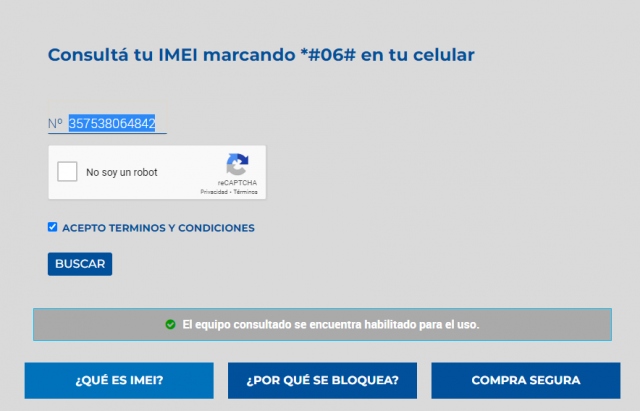 Consultá tu IMEI marcando *#06# en tu celular
Nº 357538064842
No soy un robot
reCAPTCHA
Privacidad • Términos
ACEPTO TERMINOS Y CONDICIONES
BUSCAR
El equipo consultado se encuentra habilitado para el uso.
¿QUÉ ES IMEI?
¿POR QUÉ SE BLOQUEA?
COMPRA SEGURA